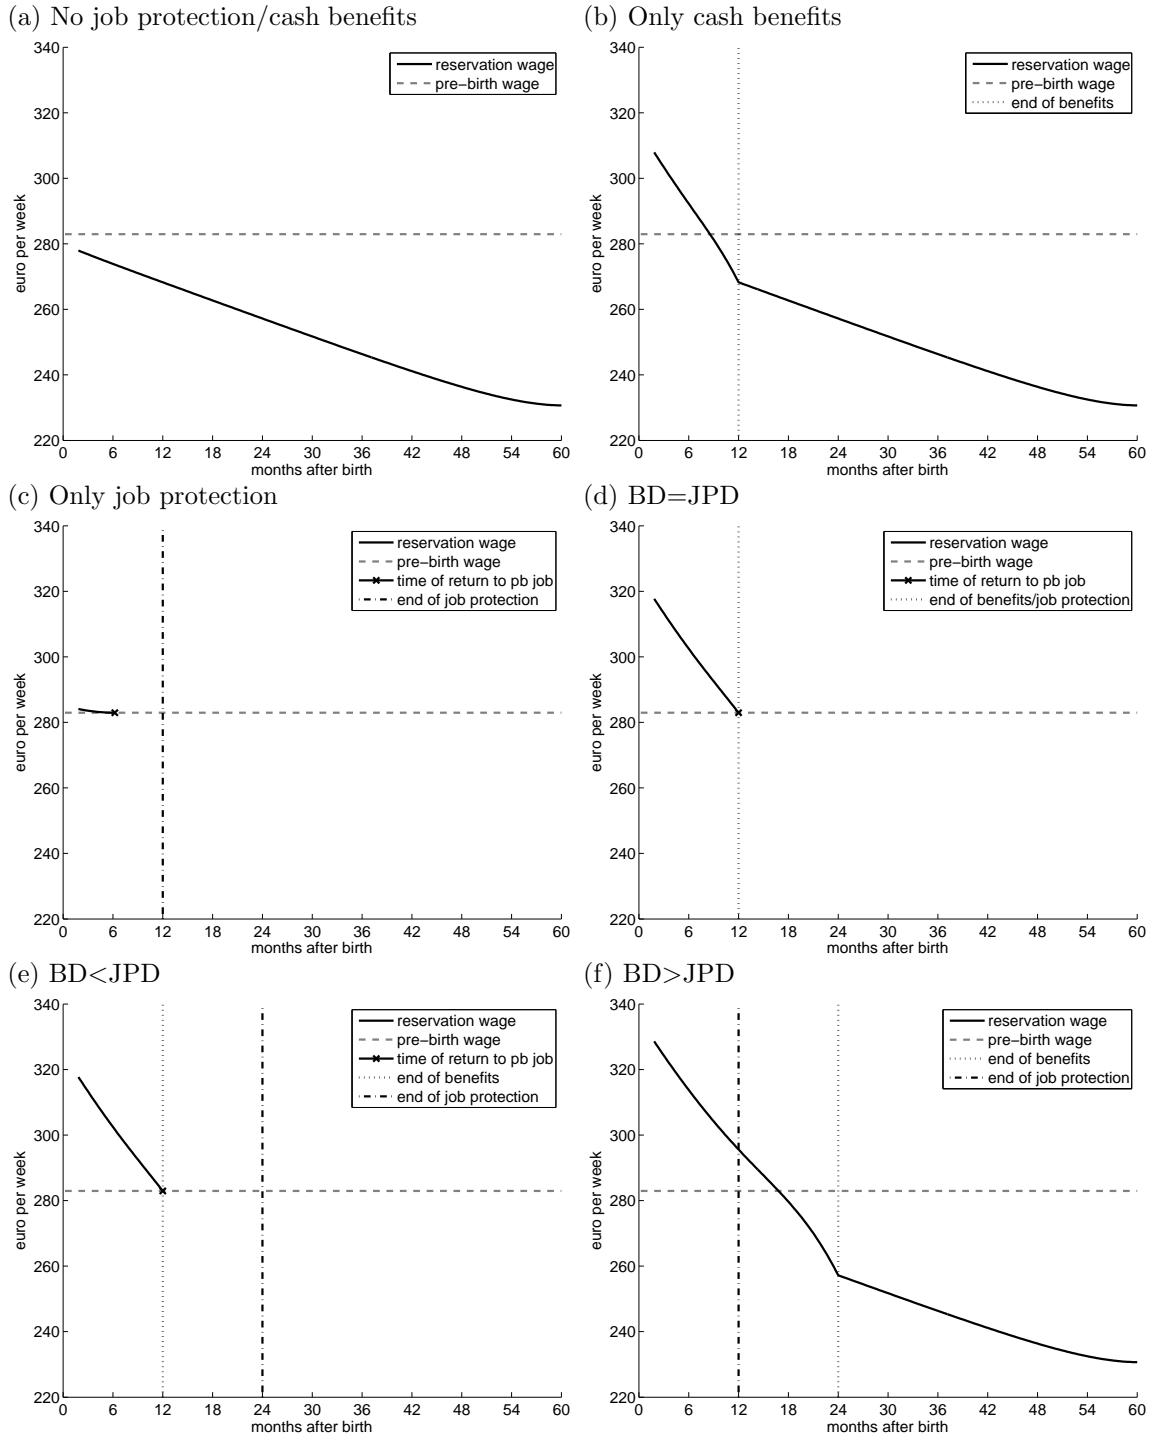 (a) No job protection/cash benefits
340
320
300
280
260
240
220
euro per week
reservation wage
pre−birth wage
0 6 12 18 24 30 36 42 48 54 60
months after birth
(b) Only cash benefits
340
320
300
280
260
240
220
euro per week
reservation wage
pre−birth wage
end of benefits
0 6 12 18 24 30 36 42 48 54 60
months after birth
(c) Only job protection
340
320
300
280
260
240
220
euro per week
reservation wage
pre−birth wage
time of return to pb job
end of job protection
0 6 12 18 24 30 36 42 48 54 60
months after birth
(d) BD=JPD
340
320
300
280
260
240
220
euro per week
reservation wage
pre−birth wage
time of return to pb job
end of benefits/job protection
0 6 12 18 24 30 36 42 48 54 60
months after birth
(e) BD<JPD
340
320
300
280
260
240
220
euro per week
reservation wage
pre−birth wage
time of return to pb job
end of benefits
end of job protection
0 6 12 18 24 30 36 42 48 54 60
months after birth
(f) BD>JPD
340
320
300
280
260
240
220
euro per week
reservation wage
pre−birth wage
end of benefits
end of job protection
0 6 12 18 24 30 36 42 48 54 60
months after birth